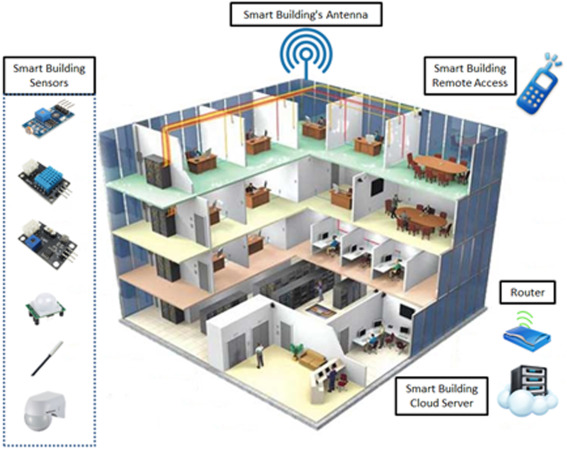 Smart Building's Antenna
Smart Building
Sensors
Smart Building
Remote Access
Router
Smart Building
Cloud Server